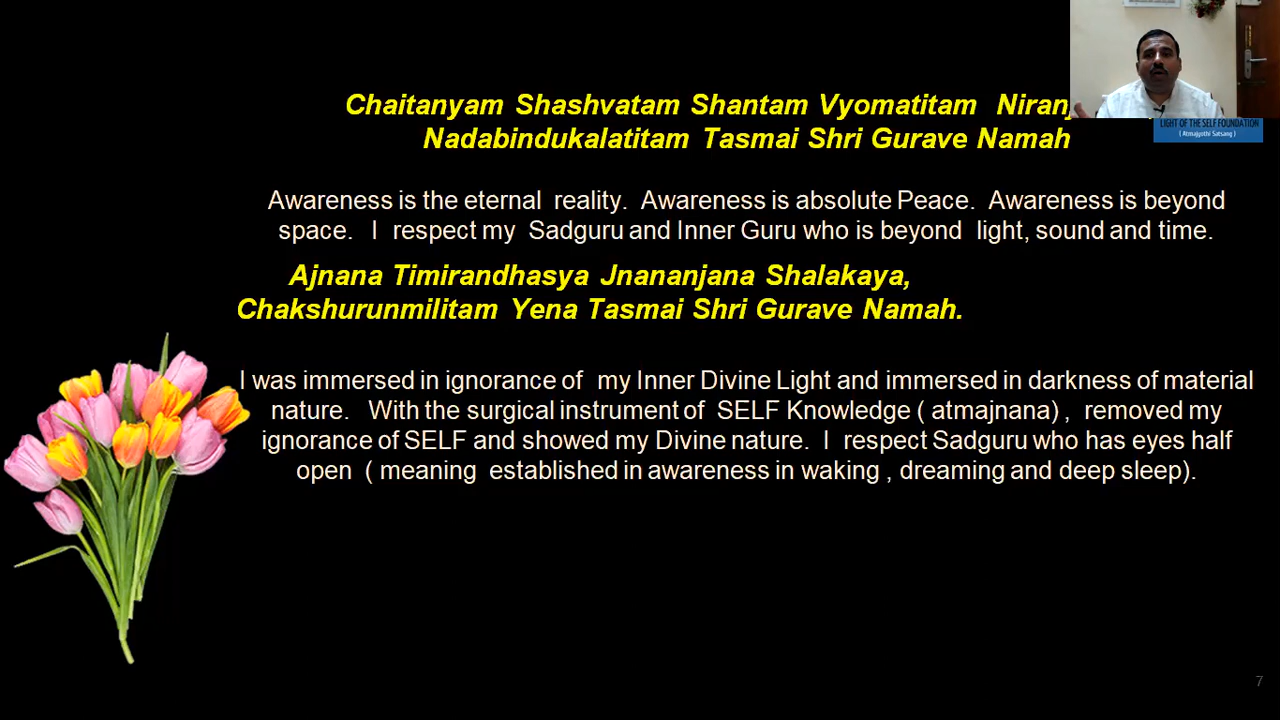 Chaitanyam Shashvatam Shantam Vyomatitam
Nadabindukalatitam Tasmai Shri Gurave Namah
LIGHT OF THE SELF FOUNDATION
( Atmajyothi Satsang )
Awareness is the eternal reality. Awareness is absolute Peace. Awareness is beyond
space. I respect my Sadguru and Inner Guru who is beyond light, sound and time.
Ajnana Timirandhasya Jnananjana Shalakaya,
Chakshurunmilitam Yena Tasmai Shri Gurave Namah.
I was immersed in ignorance of my Inner Divine Light and immersed in darkness of material
nature. With the surgical instrument of SELF Knowledge ( atmajnana) , removed my
ignorance of SELF and showed my Divine nature. I respect Sadguru who has eyes half
open ( meaning established in awareness in waking , dreaming and deep sleep).
7